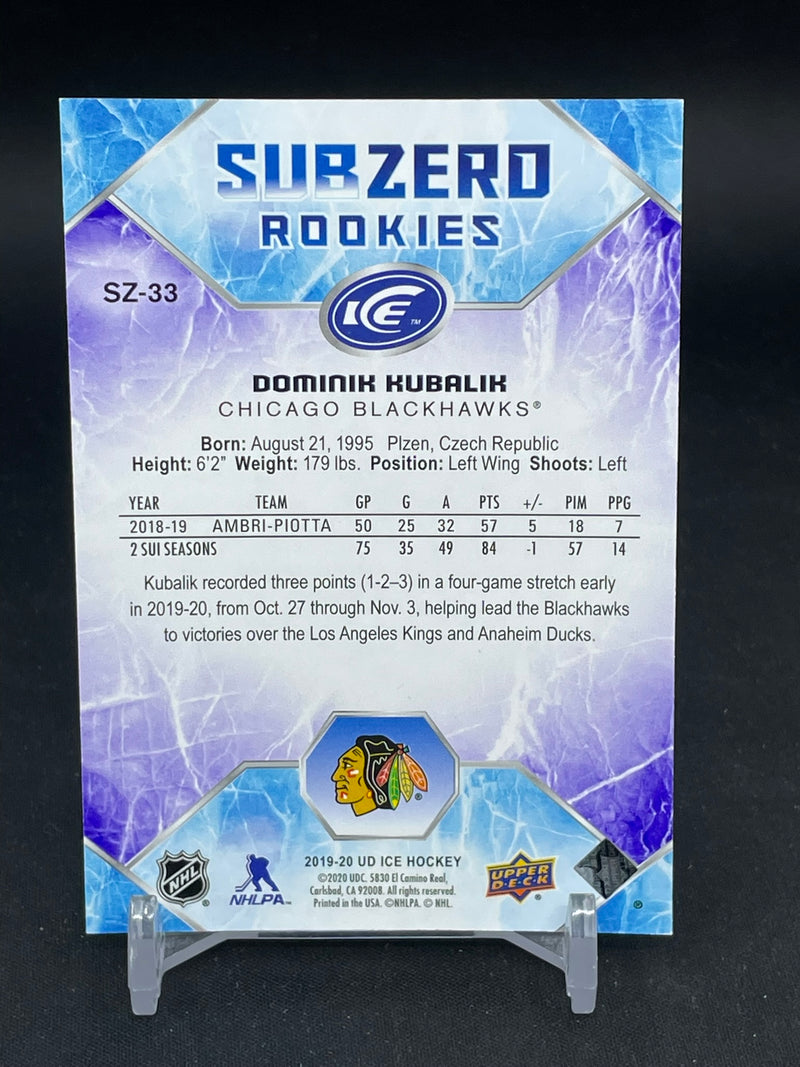 SUBZERO
ROOKIES
SZ-33
ICE ™
DOMINIK KUBALIK
CHICAGO BLACKHAWKS®
Born: August 21, 1995 Plzen, Czech Republic
Height: 6'2" Weight: 179 lbs. Position: Left Wing Shoots: Left
YEAR TEAM GP G A PTS +/- PIM PPG
2018-19 AMBRI-PIOTTA 50 25 32 57 5 18 7
2 SUI SEASONS 75 35 49 84 -1 57 14
Kubalik recorded three points (1-2–3) in a four-game stretch early
in 2019-20, from Oct. 27 through Nov. 3, helping lead the Blackhawks
to victories over the Los Angeles Kings and Anaheim Ducks.
®
2019-20 UD ICE HOCKEY
©2020 UDC. 5830 El Camino Real,
Carlsbad, CA 92008. All rights reserved.
Printed in the USA. ©NHLPA. © NHL.
NHL ®
NHLPA™
UPPER
D·E·C·K ®
®